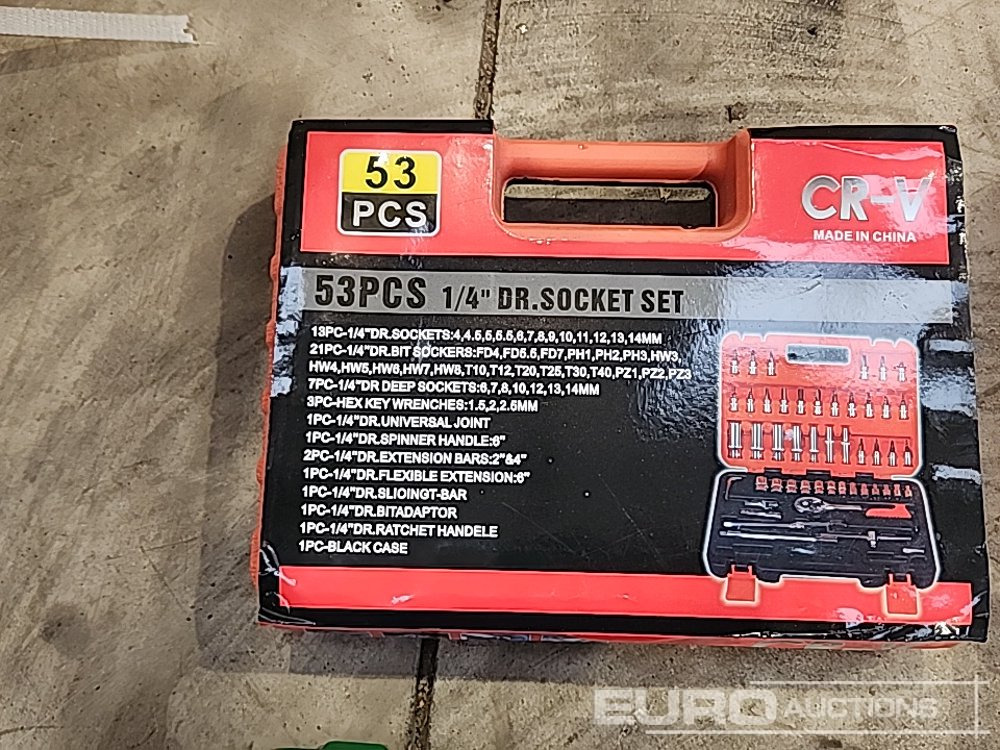 53
PCS
CR-V
MADE IN CHINA
53PCS 1/4" DR.SOCKET SET
13PC-1/4"DR.SOCKETS:4,4.5,5,5.5,6,7,8,9,10,11,12,13,14MM
21PC-1/4"DR.BIT SOCKERS:FD4,FD5.5,FD7,PH1,PH2,PH3,HW3,
HW4,HW5,HW6,HW7,HW8,T10,T12,T20,T25,T30,T40,PZ1,PZ2,PZ3
7PC-1/4"DR DEEP SOCKETS:6,7,8,10,12,13,14MM
3PC-HEX KEY WRENCHES:1.5,2,2.5MM
1PC-1/4"DR.UNIVERSAL JOINT
1PC-1/4"DR.SPINNER HANDLE:6"
2PC-1/4"DR.EXTENSION BARS:2"&4"
1PC-1/4"DR.FLEXIBLE EXTENSION:6"
1PC-1/4"DR.SLIOINGT-BAR
1PC-1/4"DR.BITADAPTOR
1PC-1/4"DR.RATCHET HANDELE
1PC-BLACK CASE
EURO AUCTIONS